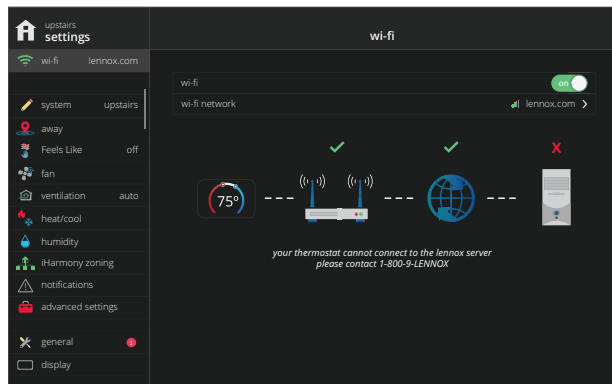 upstairs
settings
wi-fi
wi-fi lennox.com
wi-fi on
wi-fi network lennox.com
system upstairs
away
Feels Like off
fan
ventilation auto
heat/cool
humidity
iHarmony zoning
notifications
advanced settings
general 1
display
X
75°
your thermostat cannot connect to the lennox server
please contact 1-800-9-LENNOX